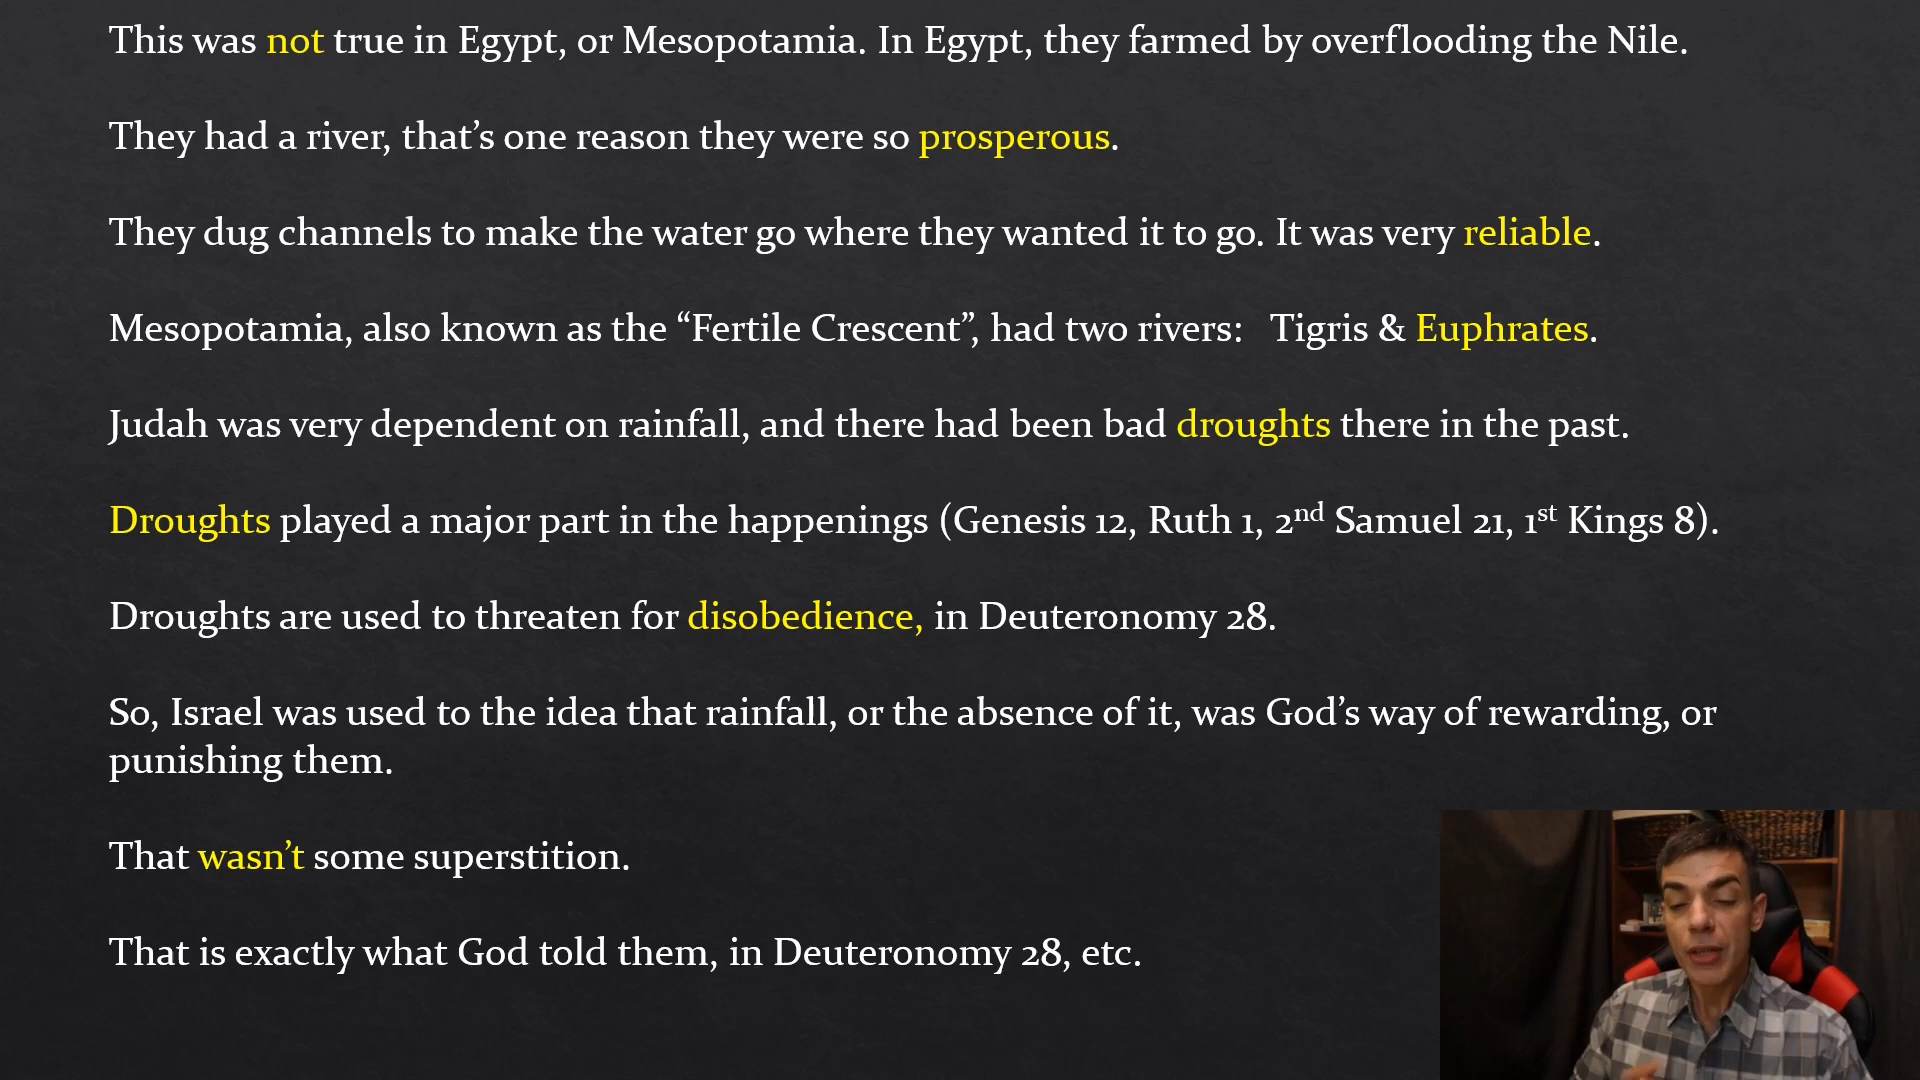 This was not true in Egypt, or Mesopotamia. In Egypt, they farmed by overflooding the Nile.
They had a river, that’s one reason they were so prosperous.
They dug channels to make the water go where they wanted it to go. It was very reliable.
Mesopotamia, also known as the “Fertile Crescent”, had two rivers: Tigris & Euphrates.
Judah was very dependent on rainfall, and there had been bad droughts there in the past.
Droughts played a major part in the happenings (Genesis 12, Ruth 1, 2nd Samuel 21, 1st Kings 8).
Droughts are used to threaten for disobedience, in Deuteronomy 28.
So, Israel was used to the idea that rainfall, or the absence of it, was God’s way of rewarding, or
punishing them.
That wasn’t some superstition.
That is exactly what God told them, in Deuteronomy 28, etc.